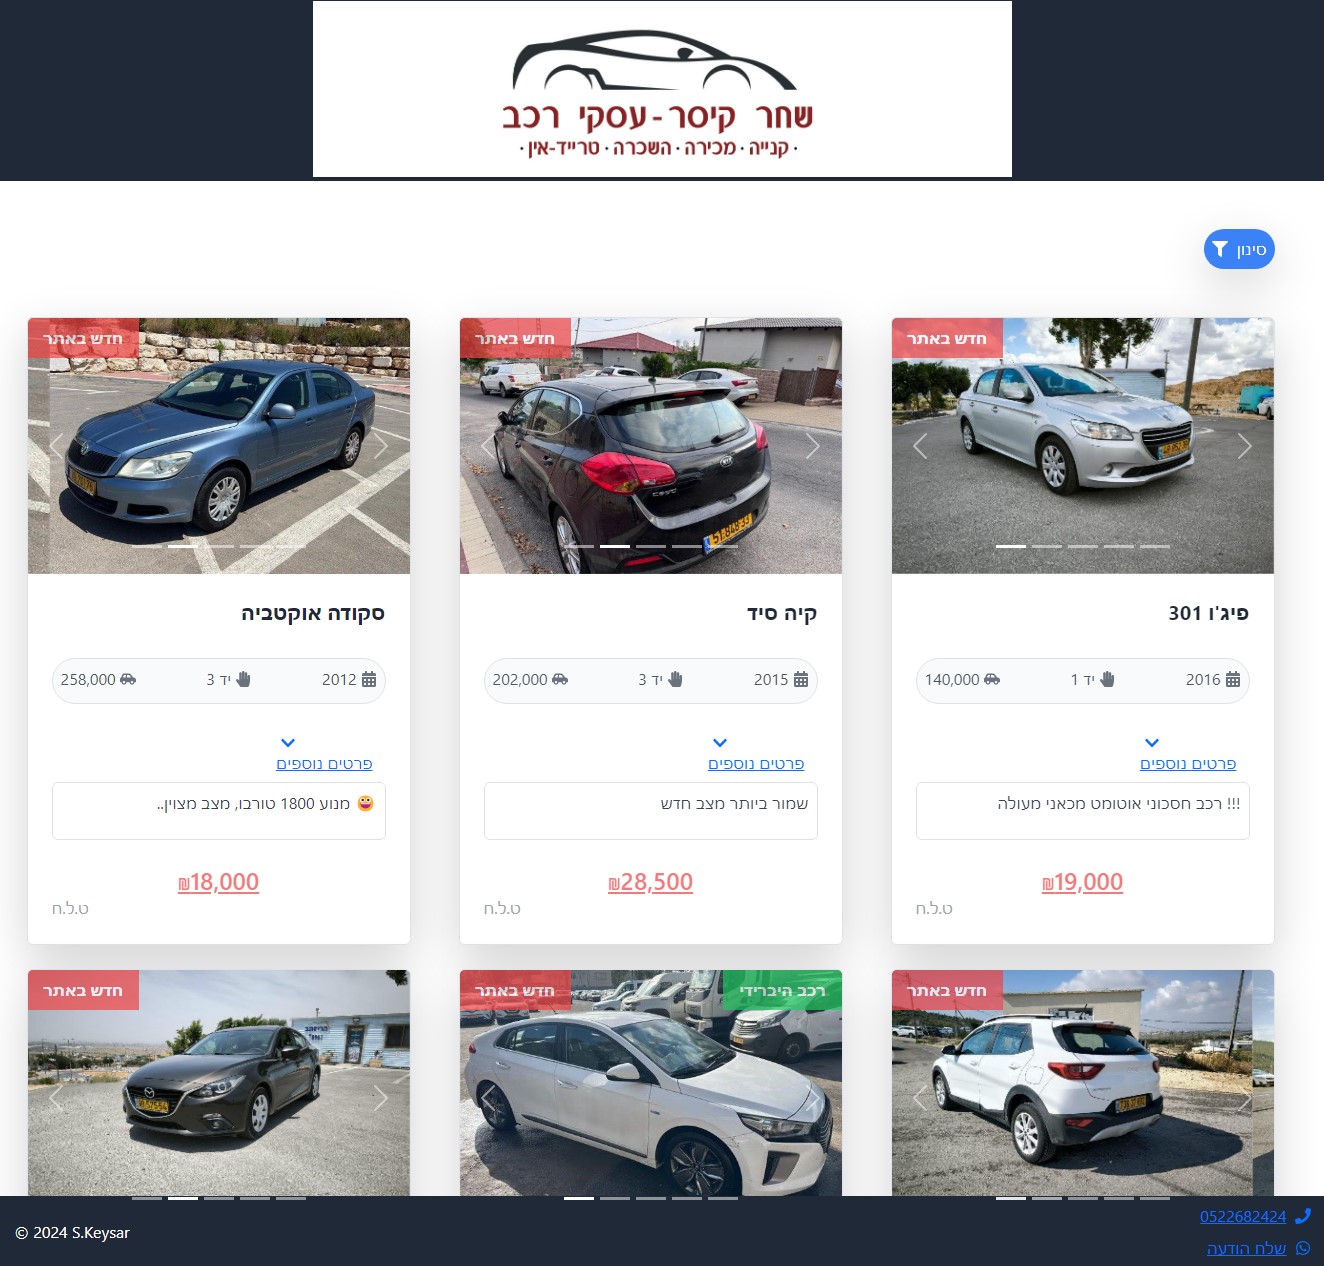 שחר קיסר - עסקי רכב
· קנייה · מכירה · השכרה · טרייד-אין ·
סינון
חדש באתר
חדש באתר
חדש באתר
51-848-33
פיג'ו 301
קיה סיד
סקודה אוקטביה
2016 יד 1 140,000
2015 יד 3 202,000
2012 יד 3 258,000
פרטים נוספים
פרטים נוספים
פרטים נוספים
!!! רכב חסכוני אוטומט מכאני מעולה
שמור ביותר מצב חדש
🤪 מנוע 1800 טורבו, מצב מצוין..
₪19,000
₪28,500
₪18,000
ט.ל.ח
ט.ל.ח
ט.ל.ח
חדש באתר
רכב היברידי
חדש באתר
חדש באתר
0522682424
שלח הודעה
© 2024 S.Keysar